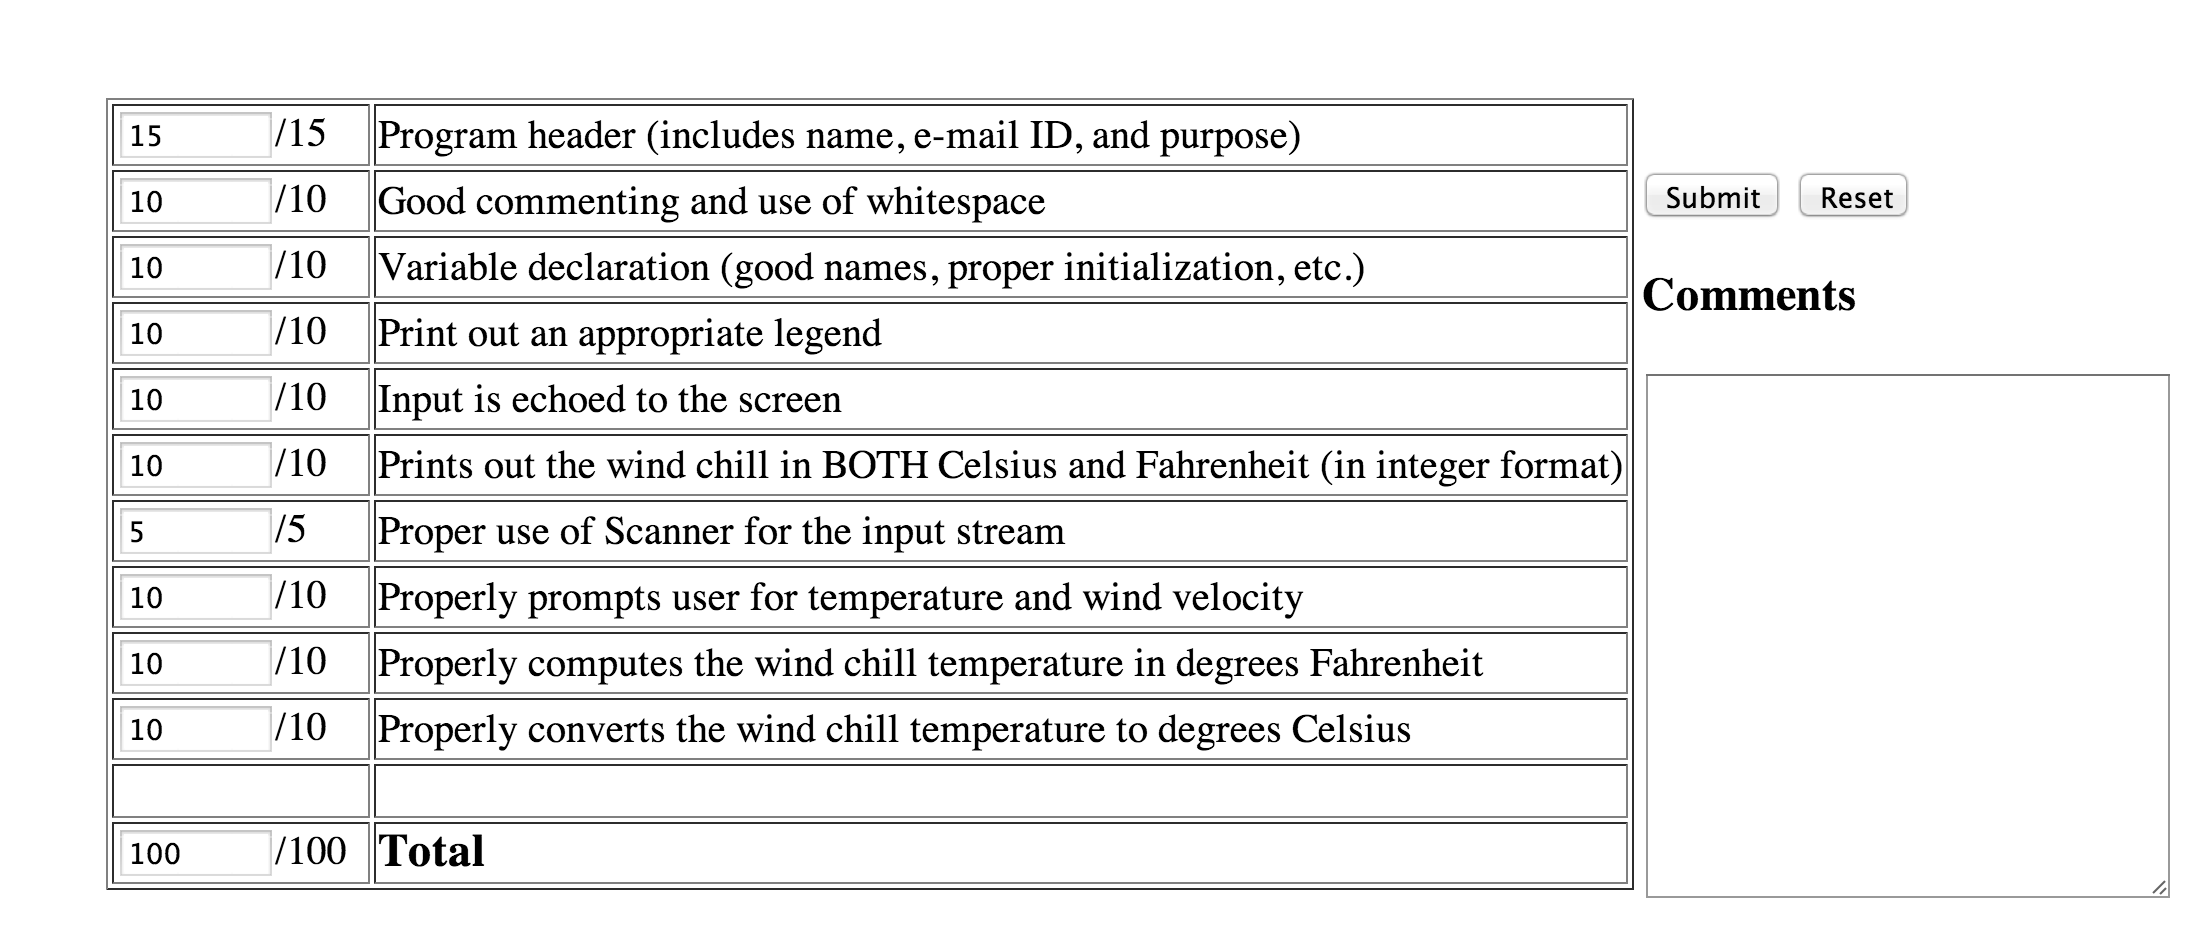 15 /15 Program header (includes name, e-mail ID, and purpose)
10 /10 Good commenting and use of whitespace
10 /10 Variable declaration (good names, proper initialization, etc.)
10 /10 Print out an appropriate legend
10 /10 Input is echoed to the screen
10 /10 Prints out the wind chill in BOTH Celsius and Fahrenheit (in integer format)
5 /5 Proper use of Scanner for the input stream
10 /10 Properly prompts user for temperature and wind velocity
10 /10 Properly computes the wind chill temperature in degrees Fahrenheit
10 /10 Properly converts the wind chill temperature to degrees Celsius
100 /100 Total
Submit Reset
Comments